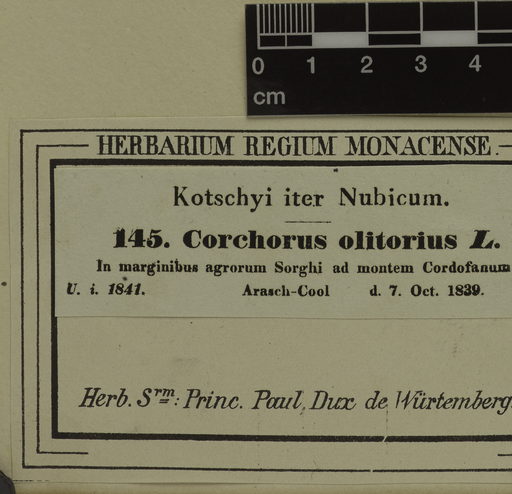 0 1 2 3 4
cm
HERBARIUM REGIUM MONACENSE.
Kotschyi iter Nubicum.
145. Corchorus olitorius L.
In marginibus agrorum Sorghi ad montem Cordofanum
U. i. 1841. Arasch-Cool d. 7. Oct. 1839.
Herb. Srm: Princ. Paul, Dux de Würtemberg.